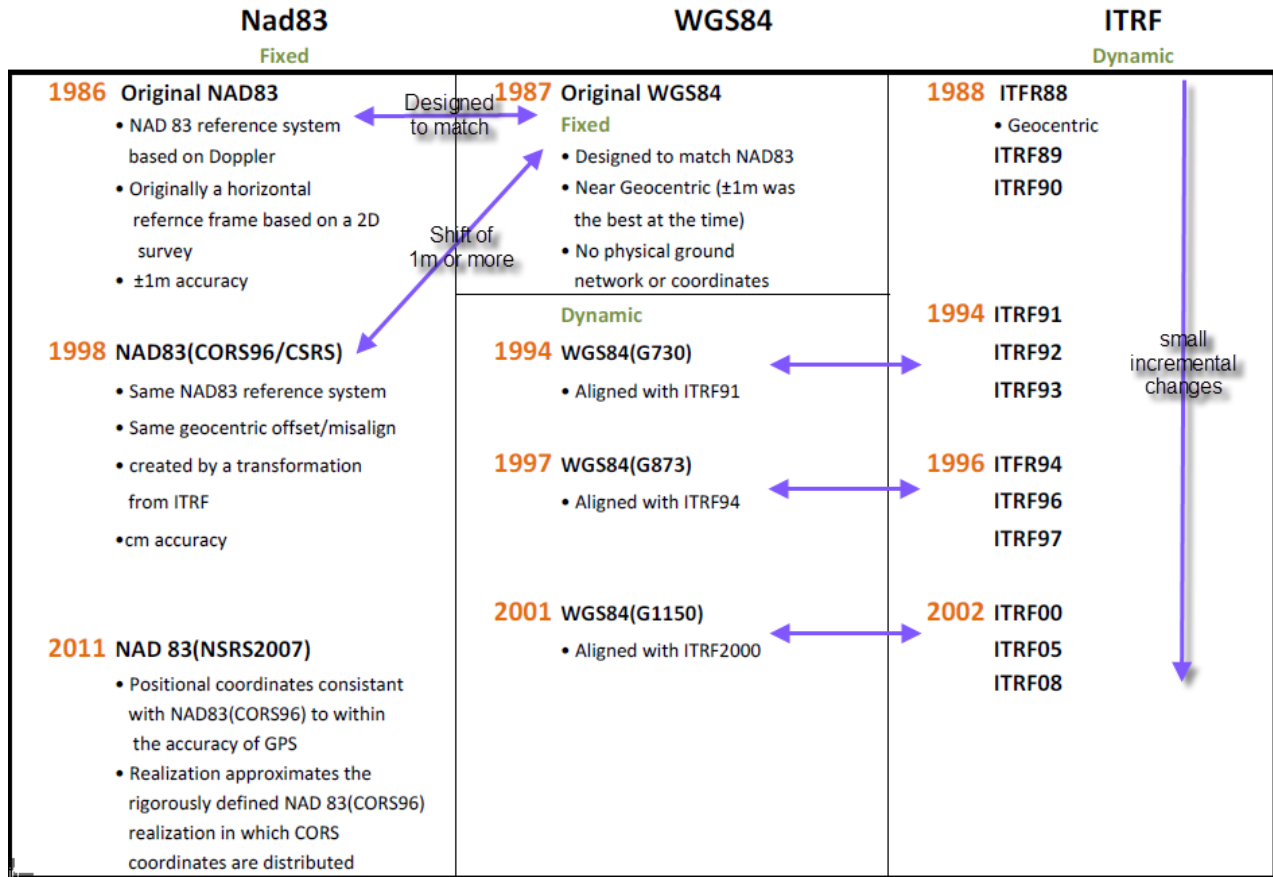 Nad83
Fixed
1986 Original NAD83
• NAD 83 reference system
based on Doppler
• Originally a horizontal
refernce frame based on a 2D
survey
• ±1m accuracy
1998 NAD83(CORS96/CSRS)
• Same NAD83 reference system
• Same geocentric offset/misalign
• created by a transformation
from ITRF
•cm accuracy
2011 NAD 83(NSRS2007)
• Positional coordinates consistant
with NAD83(CORS96) to within
the accuracy of GPS
• Realization approximates the
rigorously defined NAD 83(CORS96)
realization in which CORS
coordinates are distributed
Designed
to match
Shift of
1m or more
WGS84
1987 Original WGS84
Fixed
• Designed to match NAD83
• Near Geocentric (±1m was
the best at the time)
• No physical ground
network or coordinates
Dynamic
1994 WGS84(G730)
• Aligned with ITRF91
1997 WGS84(G873)
• Aligned with ITRF94
2001 WGS84(G1150)
• Aligned with ITRF2000
ITRF
Dynamic
1988 ITFR88
• Geocentric
ITRF89
ITRF90
1994 ITRF91
ITRF92
ITRF93
1996 ITFR94
ITRF96
ITRF97
2002 ITRF00
ITRF05
ITRF08
small
incremental
changes